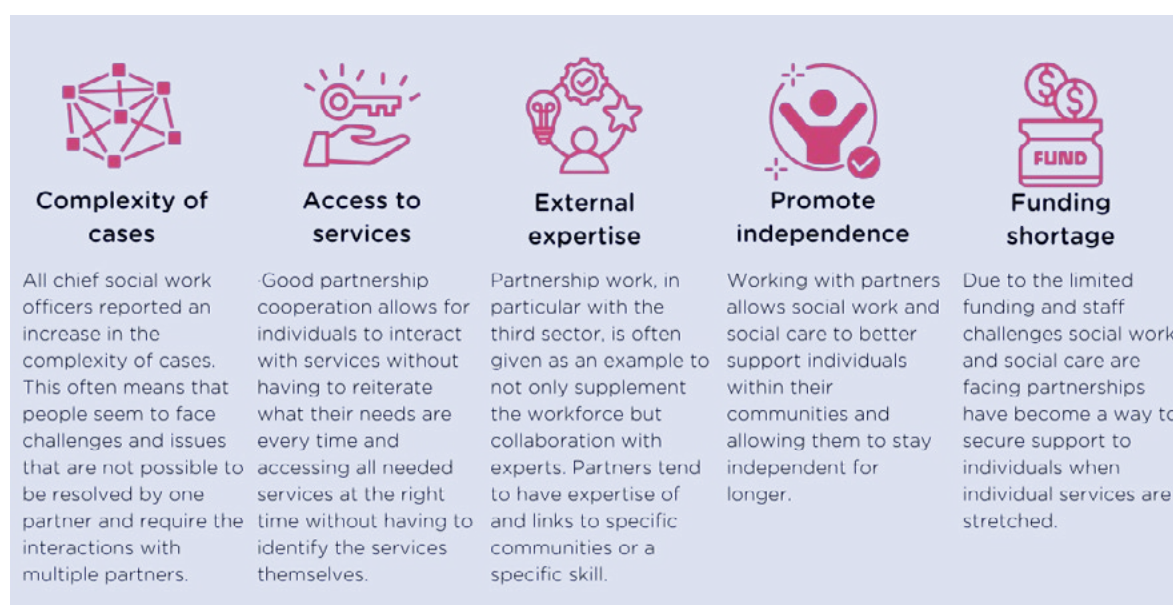 Complexity of
cases
All chief social work
officers reported an
increase in the
complexity of cases.
This often means that
people seem to face
challenges and issues
that are not possible to
be resolved by one
partner and require the
interactions with
multiple partners.
Access to
services
·Good partnership
cooperation allows for
individuals to interact
with services without
having to reiterate
what their needs are
every time and
accessing all needed
services at the right
time without having to
identify the services
themselves.
External
expertise
Partnership work, in
particular with the
third sector, is often
given as an example to
not only supplement
the workforce but
collaboration with
experts. Partners tend
to have expertise of
and links to specific
communities or a
specific skill.
Promote
independence
Working with partners
allows social work and
social care to better
support individuals
within their
communities and
allowing them to stay
independent for
longer.
FUND
Funding
shortage
Due to the limited
funding and staff
challenges social work
and social care are
facing partnerships
have become a way to
secure support to
individuals when
individual services are
stretched.